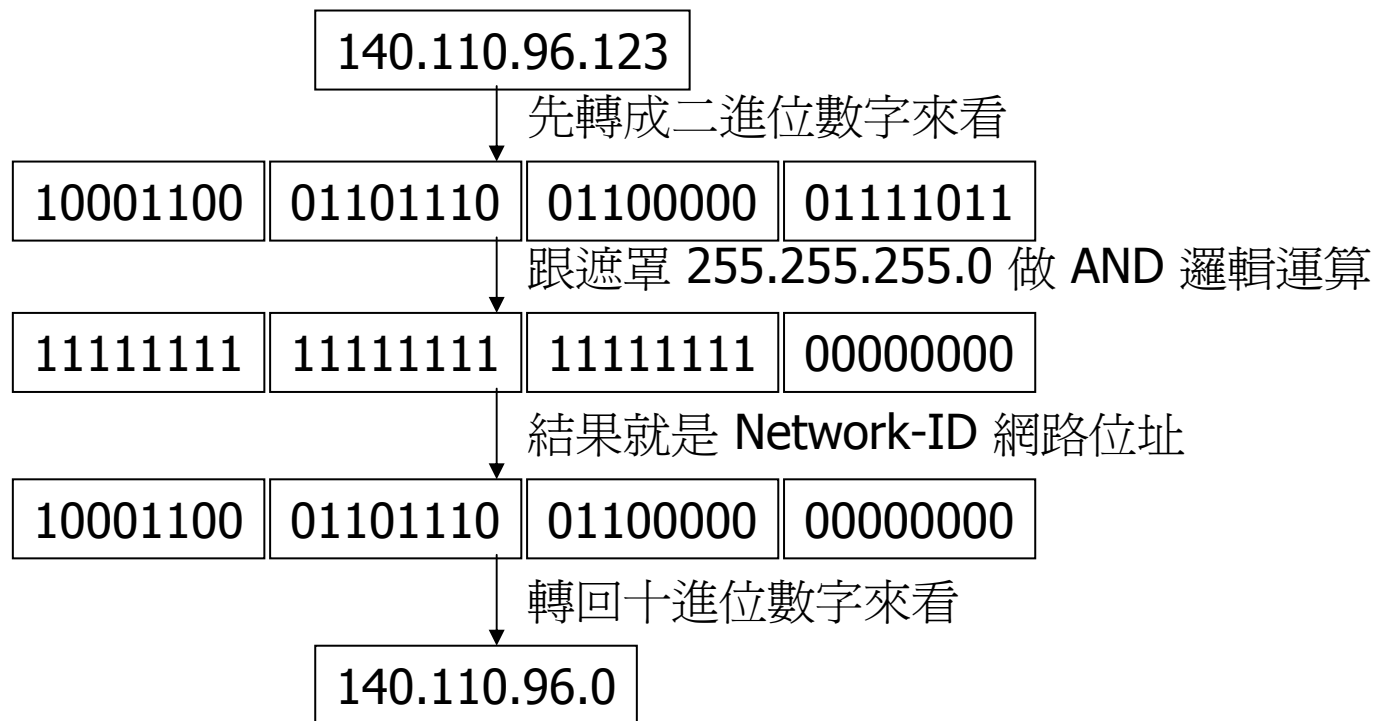 140.110.96.123
先轉成二進位數字來看
10001100 01101110 01100000 01111011
跟遮罩 255.255.255.0 做 AND 邏輯運算
11111111 11111111 11111111 00000000
結果就是 Network-ID 網路位址
10001100 01101110 01100000 00000000
轉回十進位數字來看
140.110.96.0